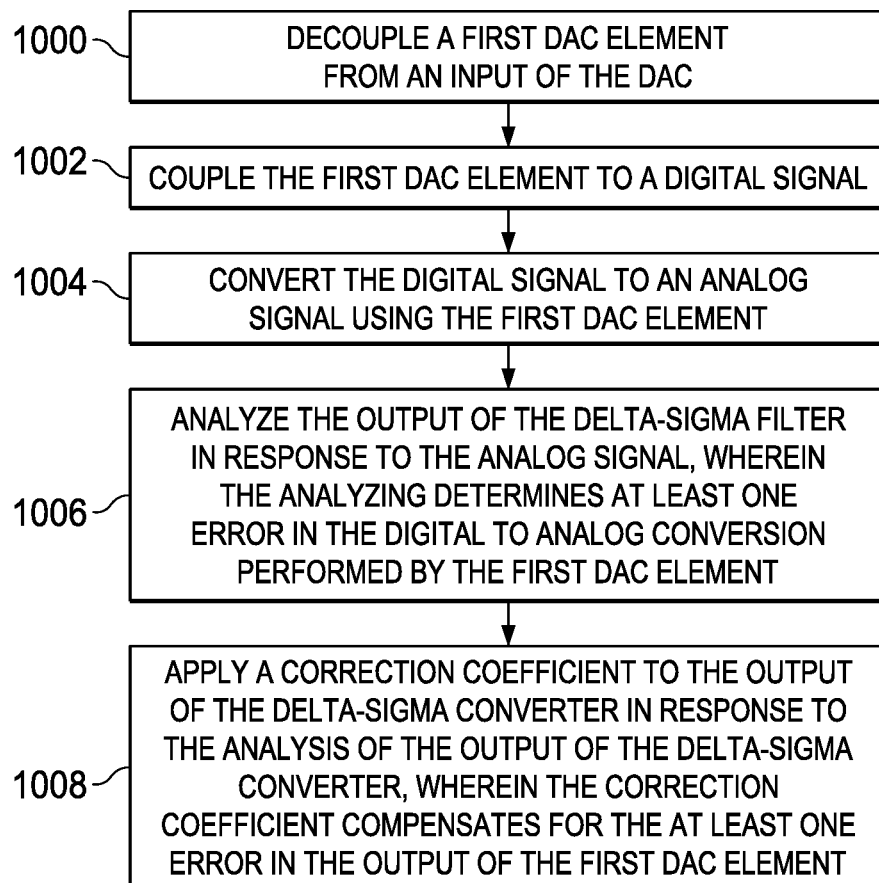 1000
DECOUPLE A FIRST DAC ELEMENT
FROM AN INPUT OF THE DAC
1002
COUPLE THE FIRST DAC ELEMENT TO A DIGITAL SIGNAL
1004
CONVERT THE DIGITAL SIGNAL TO AN ANALOG
SIGNAL USING THE FIRST DAC ELEMENT
1006
ANALYZE THE OUTPUT OF THE DELTA-SIGMA FILTER
IN RESPONSE TO THE ANALOG SIGNAL, WHEREIN
THE ANALYZING DETERMINES AT LEAST ONE
ERROR IN THE DIGITAL TO ANALOG CONVERSION
PERFORMED BY THE FIRST DAC ELEMENT
1008
APPLY A CORRECTION COEFFICIENT TO THE OUTPUT
OF THE DELTA-SIGMA CONVERTER IN RESPONSE TO
THE ANALYSIS OF THE OUTPUT OF THE DELTA-SIGMA
CONVERTER, WHEREIN THE CORRECTION
COEFFICIENT COMPENSATES FOR THE AT LEAST ONE
ERROR IN THE OUTPUT OF THE FIRST DAC ELEMENT